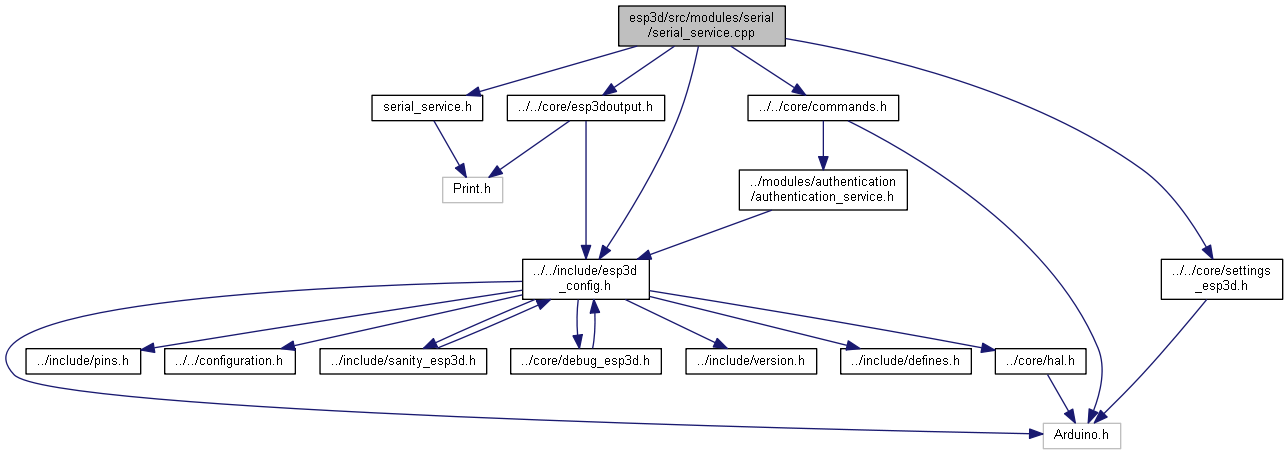 esp3d/src/modules/serial
/serial_service.cpp
serial_service.h
../../core/esp3doutput.h
../../core/commands.h
Print.h
../modules/authentication
/authentication_service.h
../../include/esp3d
_config.h
../../core/settings
_esp3d.h
../include/pins.h
../../configuration.h
../include/sanity_esp3d.h
../core/debug_esp3d.h
../include/version.h
../include/defines.h
../core/hal.h
Arduino.h